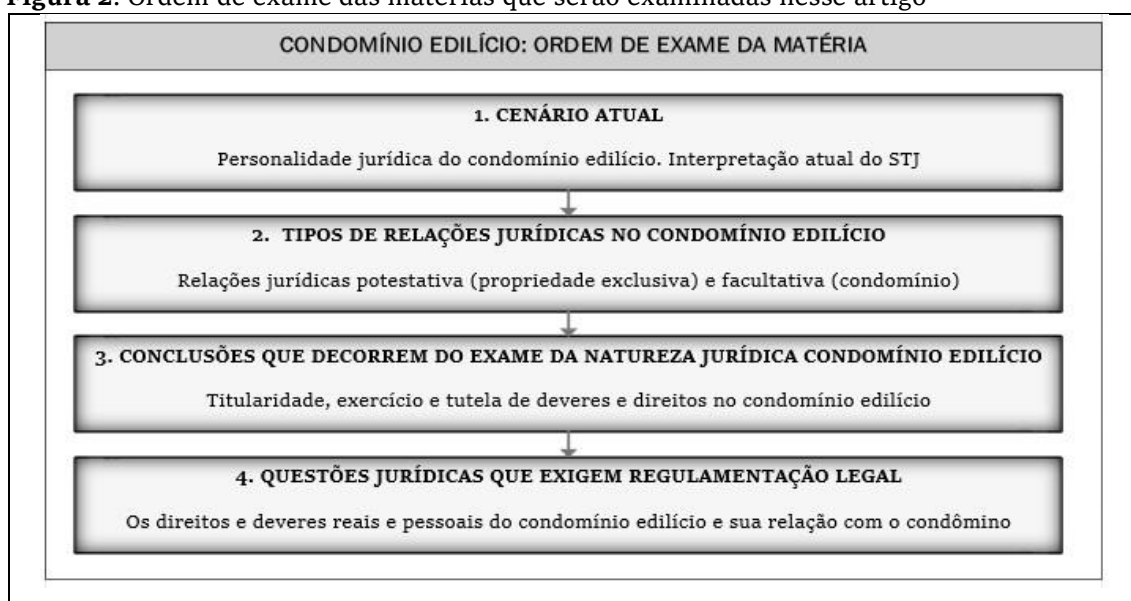 Figura 2. Ordem de exame das matérias que serão examinadas nesse artigo
CONDOMÍNIO EDILÍCIO: ORDEM DE EXAME DA MATÉRIA
1. CENÁRIO ATUAL
Personalidade jurídica do condomínio edilício. Interpretação atual do STJ
2. TIPOS DE RELAÇÕES JURÍDICAS NO CONDOMÍNIO EDILÍCIO
Relações jurídicas potestativa (propriedade exclusiva) e facultativa (condomínio)
3. CONCLUSÕES QUE DECORREM DO EXAME DA NATUREZA JURÍDICA CONDOMÍNIO EDILÍCIO
Titularidade, exercício e tutela de deveres e direitos no condomínio edilício
4. QUESTÕES JURÍDICAS QUE EXIGEM REGULAMENTAÇÃO LEGAL
Os direitos e deveres reais e pessoais do condomínio edilício e sua relação com o condômino